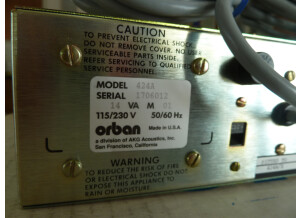 CAUTION
TO PREVENT ELECTRICAL SHOCK
DO NOT REMOVE COVER. NO USER
SERVICEABLE PARTS INSIDE.
REFER SERVICING TO QUALIFIED
SERVICE PERSONNEL
MODEL 424A
SERIAL
14 VA M
115/230 V 50/60 Hz
orban Made in U.S.A.
a division of AKG Acoustics, Inc.
San Francisco, California
WARNING
TO REDUCE THE RISK OF FIRE
OR ELECTRICAL SHOCK DO NOT
EXPOSE THIS APPLIANCE TO
RAIN OR MOISTURE